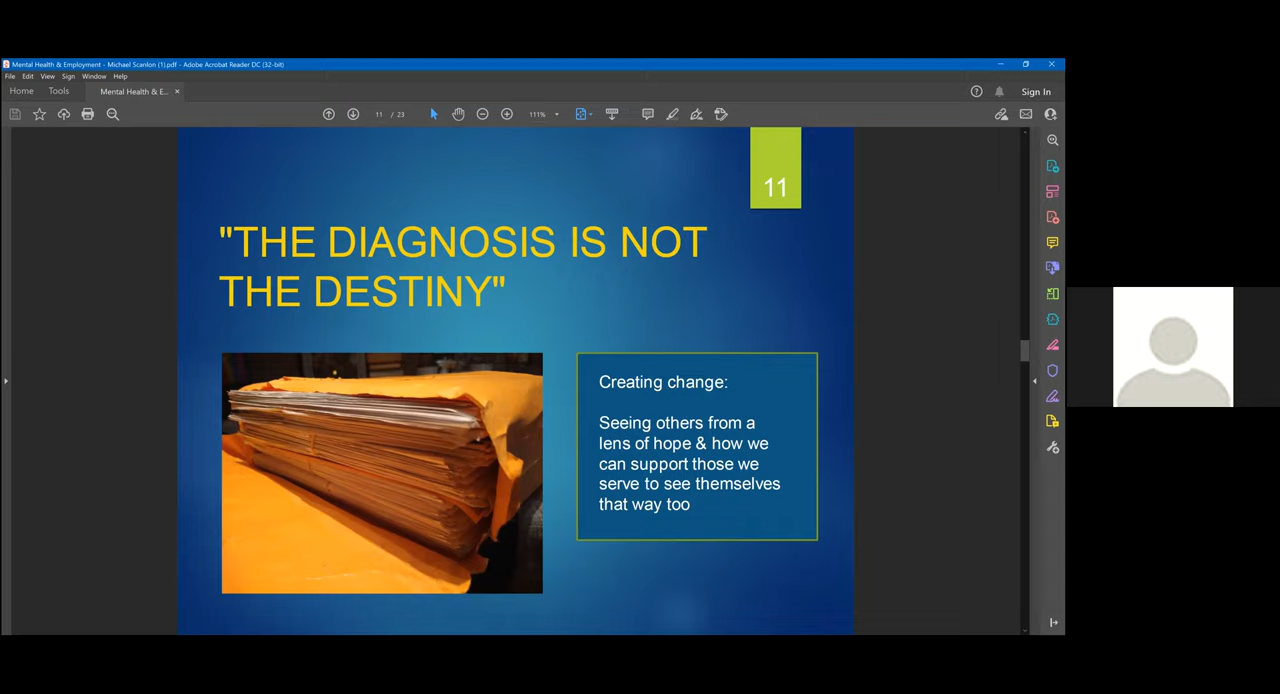 Mental Health & Employment - Michael Scanlon (1).pdf - Adobe Acrobat Reader DC (32-bit)
File Edit View Sign Window Help
Home Tools Mental Health & E... × Sign In
11 / 23 111%
11
"THE DIAGNOSIS IS NOT
THE DESTINY"
Creating change:
Seeing others from a
lens of hope & how we
can support those we
serve to see themselves
that way too